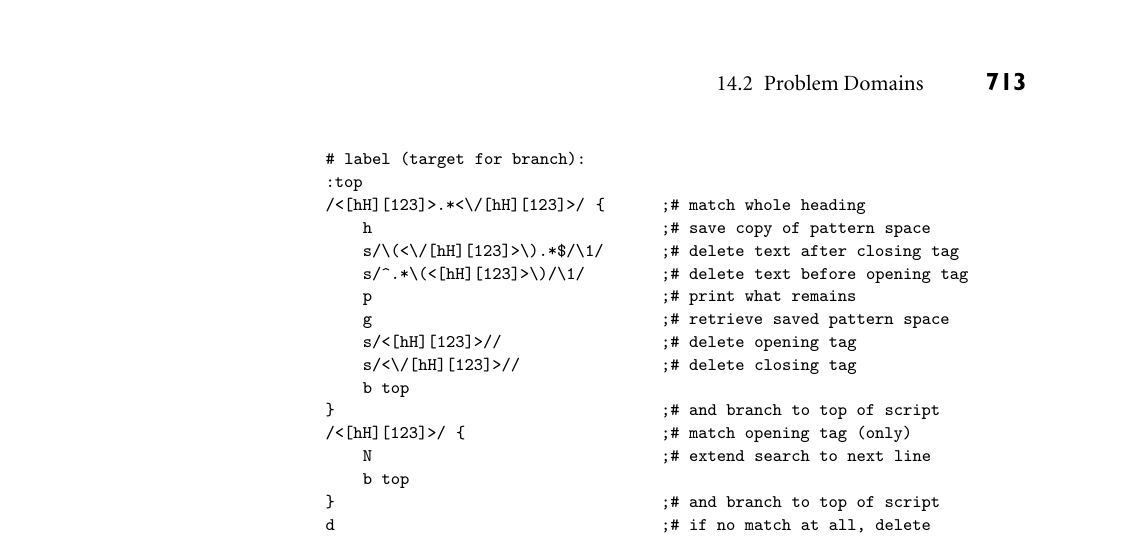 14.2 Problem Domains 713
# label (target for branch):
:top
/<[hH][123]>.*<\/[hH][123]>/ { ;# match whole heading
h ;# save copy of pattern space
s/\(<\/[hH][123]>\).*$/\1/ ;# delete text after closing tag
s/^.*\(<[hH][123]>\)/\1/ ;# delete text before opening tag
p ;# print what remains
g ;# retrieve saved pattern space
s/<[hH][123]>// ;# delete opening tag
s/<\/[hH][123]>// ;# delete closing tag
b top
} ;# and branch to top of script
/<[hH][123]>/ { ;# match opening tag (only)
N ;# extend search to next line
b top
} ;# and branch to top of script
d ;# if no match at all, delete